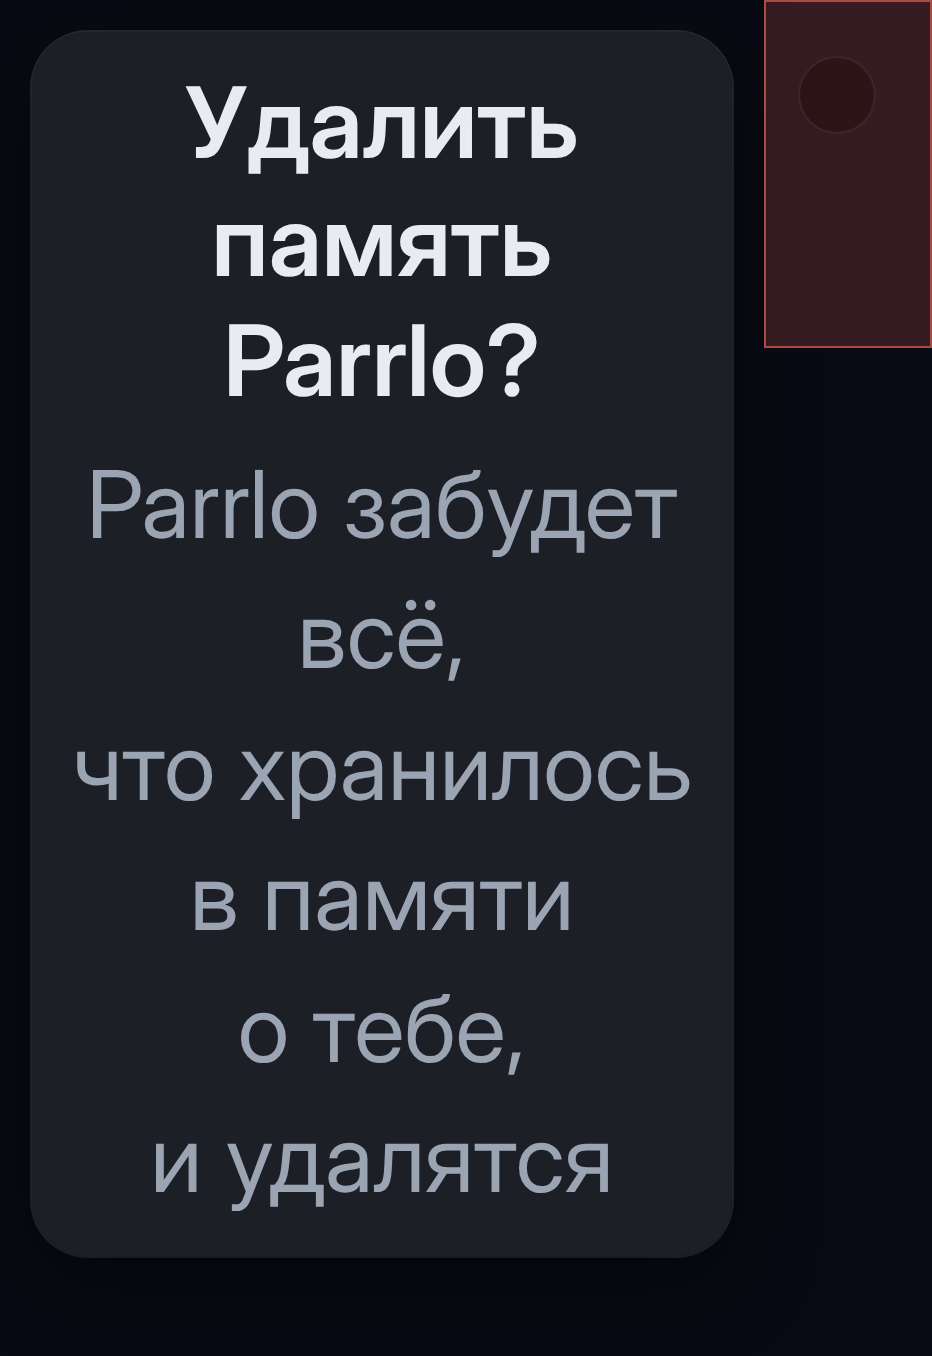 Удалить
память
Parrlo?
Parrlo забудет
всё,
что хранилось
в памяти
о тебе,
и удалятся